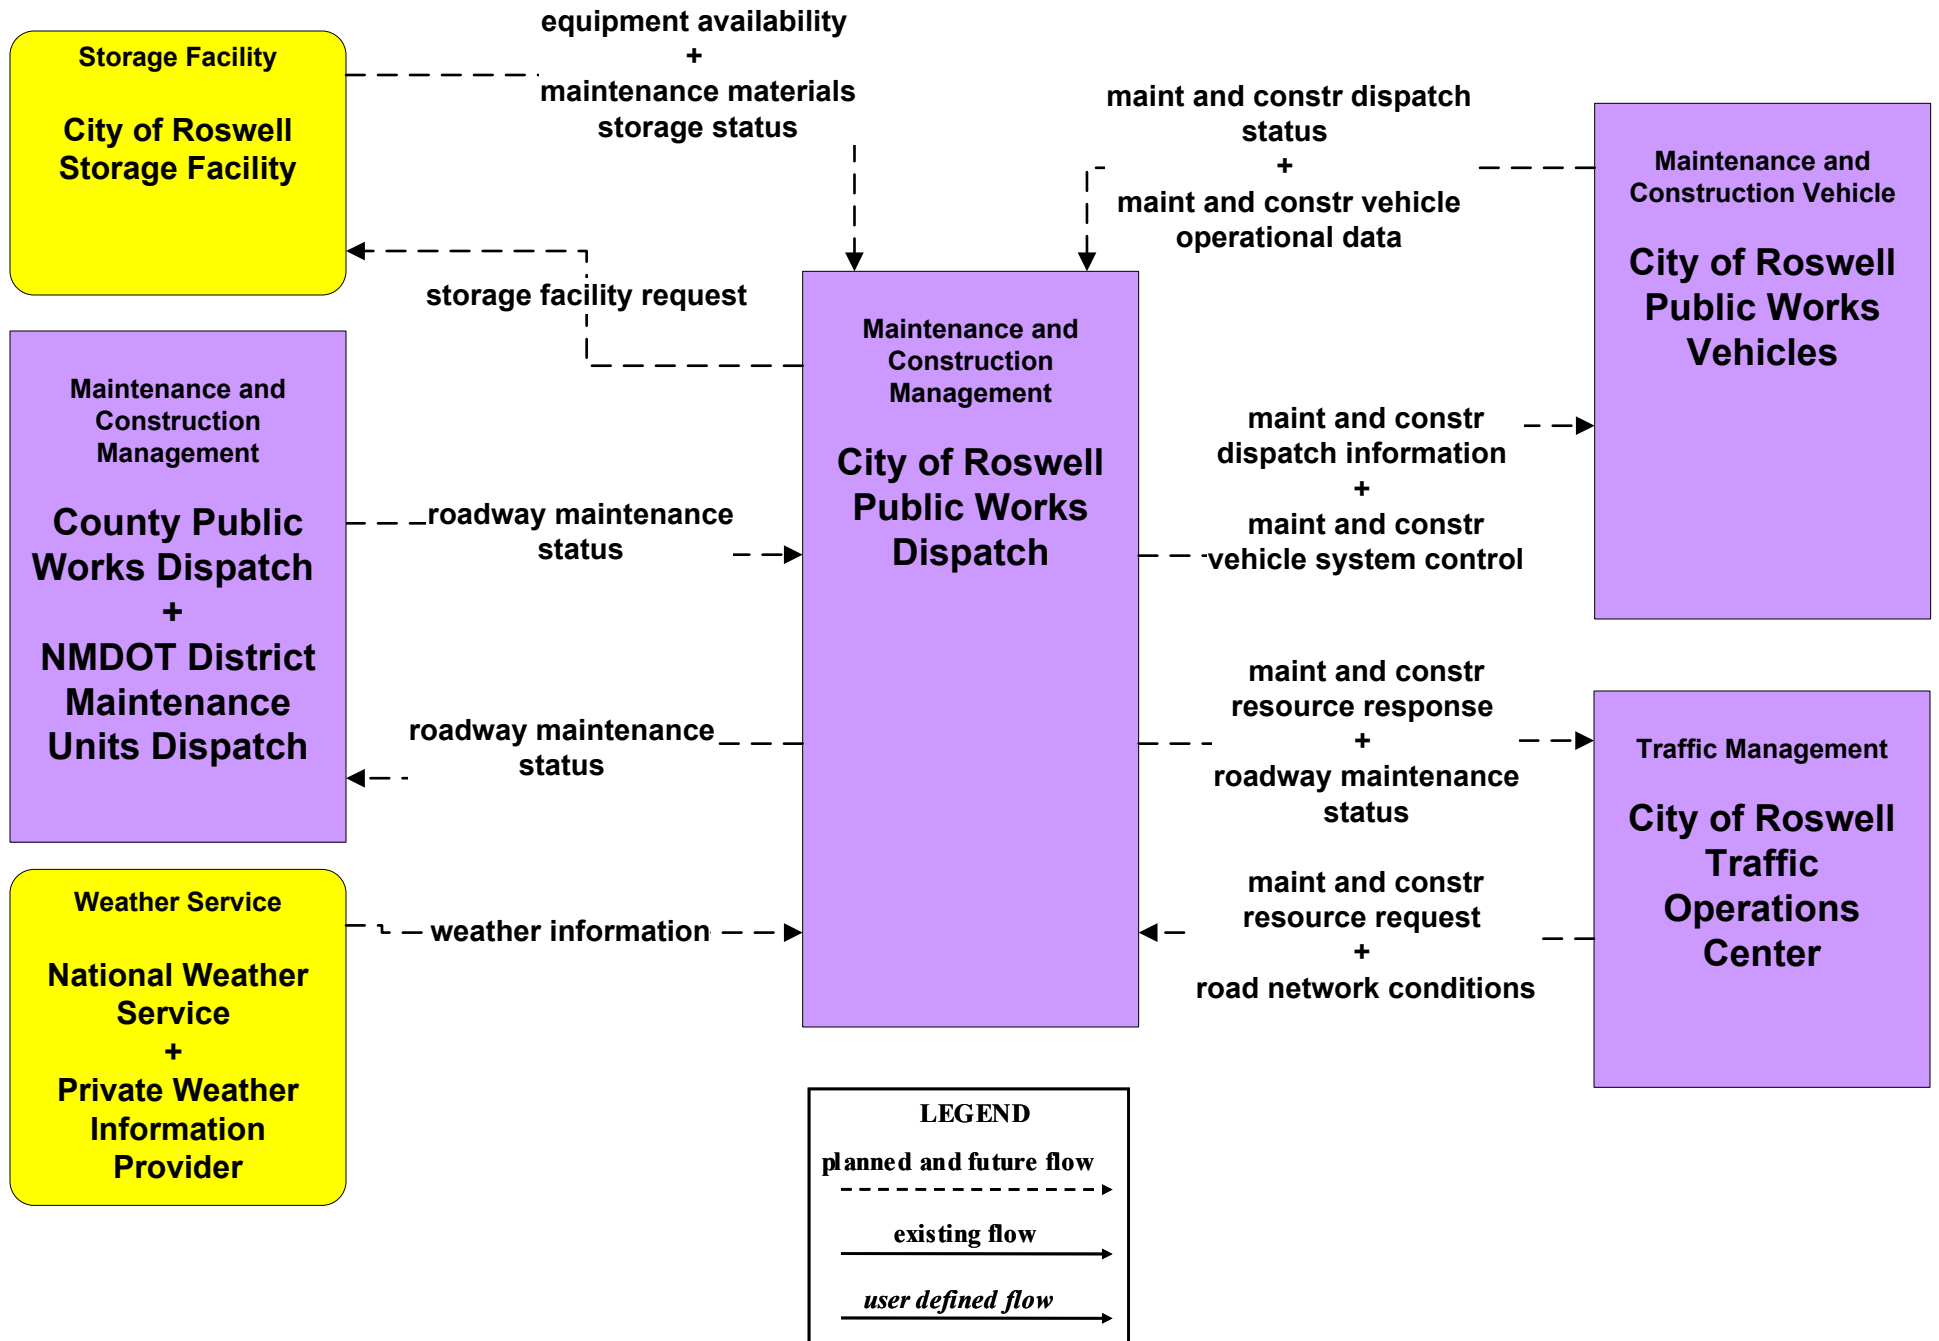 equipment availability
+
maintenance materials
storage status
Storage Facility
City of Roswell
Storage Facility
storage facility request
maint and constr dispatch
status
+
maint and constr vehicle
operational data
Maintenance and
Construction Vehicle
City of Roswell
Public Works
Vehicles
Maintenance and
Construction
Management
County Public
Works Dispatch
+
NMDOT District
Maintenance
Units Dispatch
roadway maintenance
status
roadway maintenance
status
Maintenance and
Construction
Management
City of Roswell
Public Works
Dispatch
maint and constr
dispatch information
+
maint and constr
vehicle system control
maint and constr
resource response
+
roadway maintenance
status
maint and constr
resource request
+
road network conditions
Traffic Management
City of Roswell
Traffic
Operations
Center
Weather Service
National Weather
Service
+
Private Weather
Information
Provider
weather information
LEGEND
planned and future flow
existing flow
user defined flow